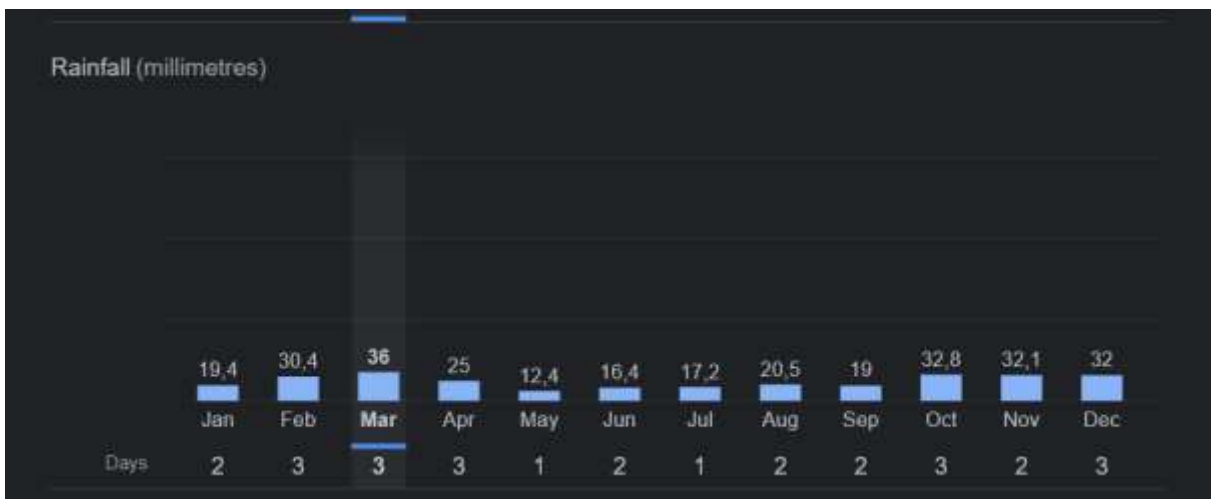 Rainfall (millimetres)
19,4 30,4 36 25 12,4 16,4 17,2 20,5 19 32,8 32,1 32
Jan Feb Mar Apr May Jun Jul Aug Sep Oct Nov Dec
Days 2 3 3 3 1 2 1 2 2 3 2 3